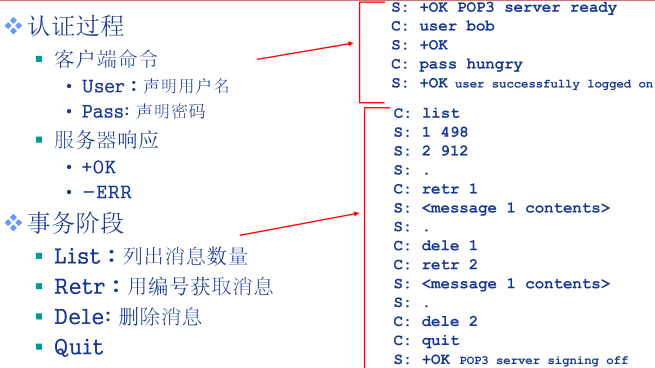 认证过程
客户端命令
User：声明用户名
Pass: 声明密码
服务器响应
+OK
-ERR
事务阶段
List：列出消息数量
Retr：用编号获取消息
Dele: 删除消息
Quit
S: +OK POP3 server ready
C: user bob
S: +OK
C: pass hungry
S: +OK user successfully logged on
C: list
S: 1 498
S: 2 912
S: .
C: retr 1
S: <message 1 contents>
S: .
C: dele 1
C: retr 2
S: <message 1 contents>
S: .
C: dele 2
C: quit
S: +OK POP3 server signing off